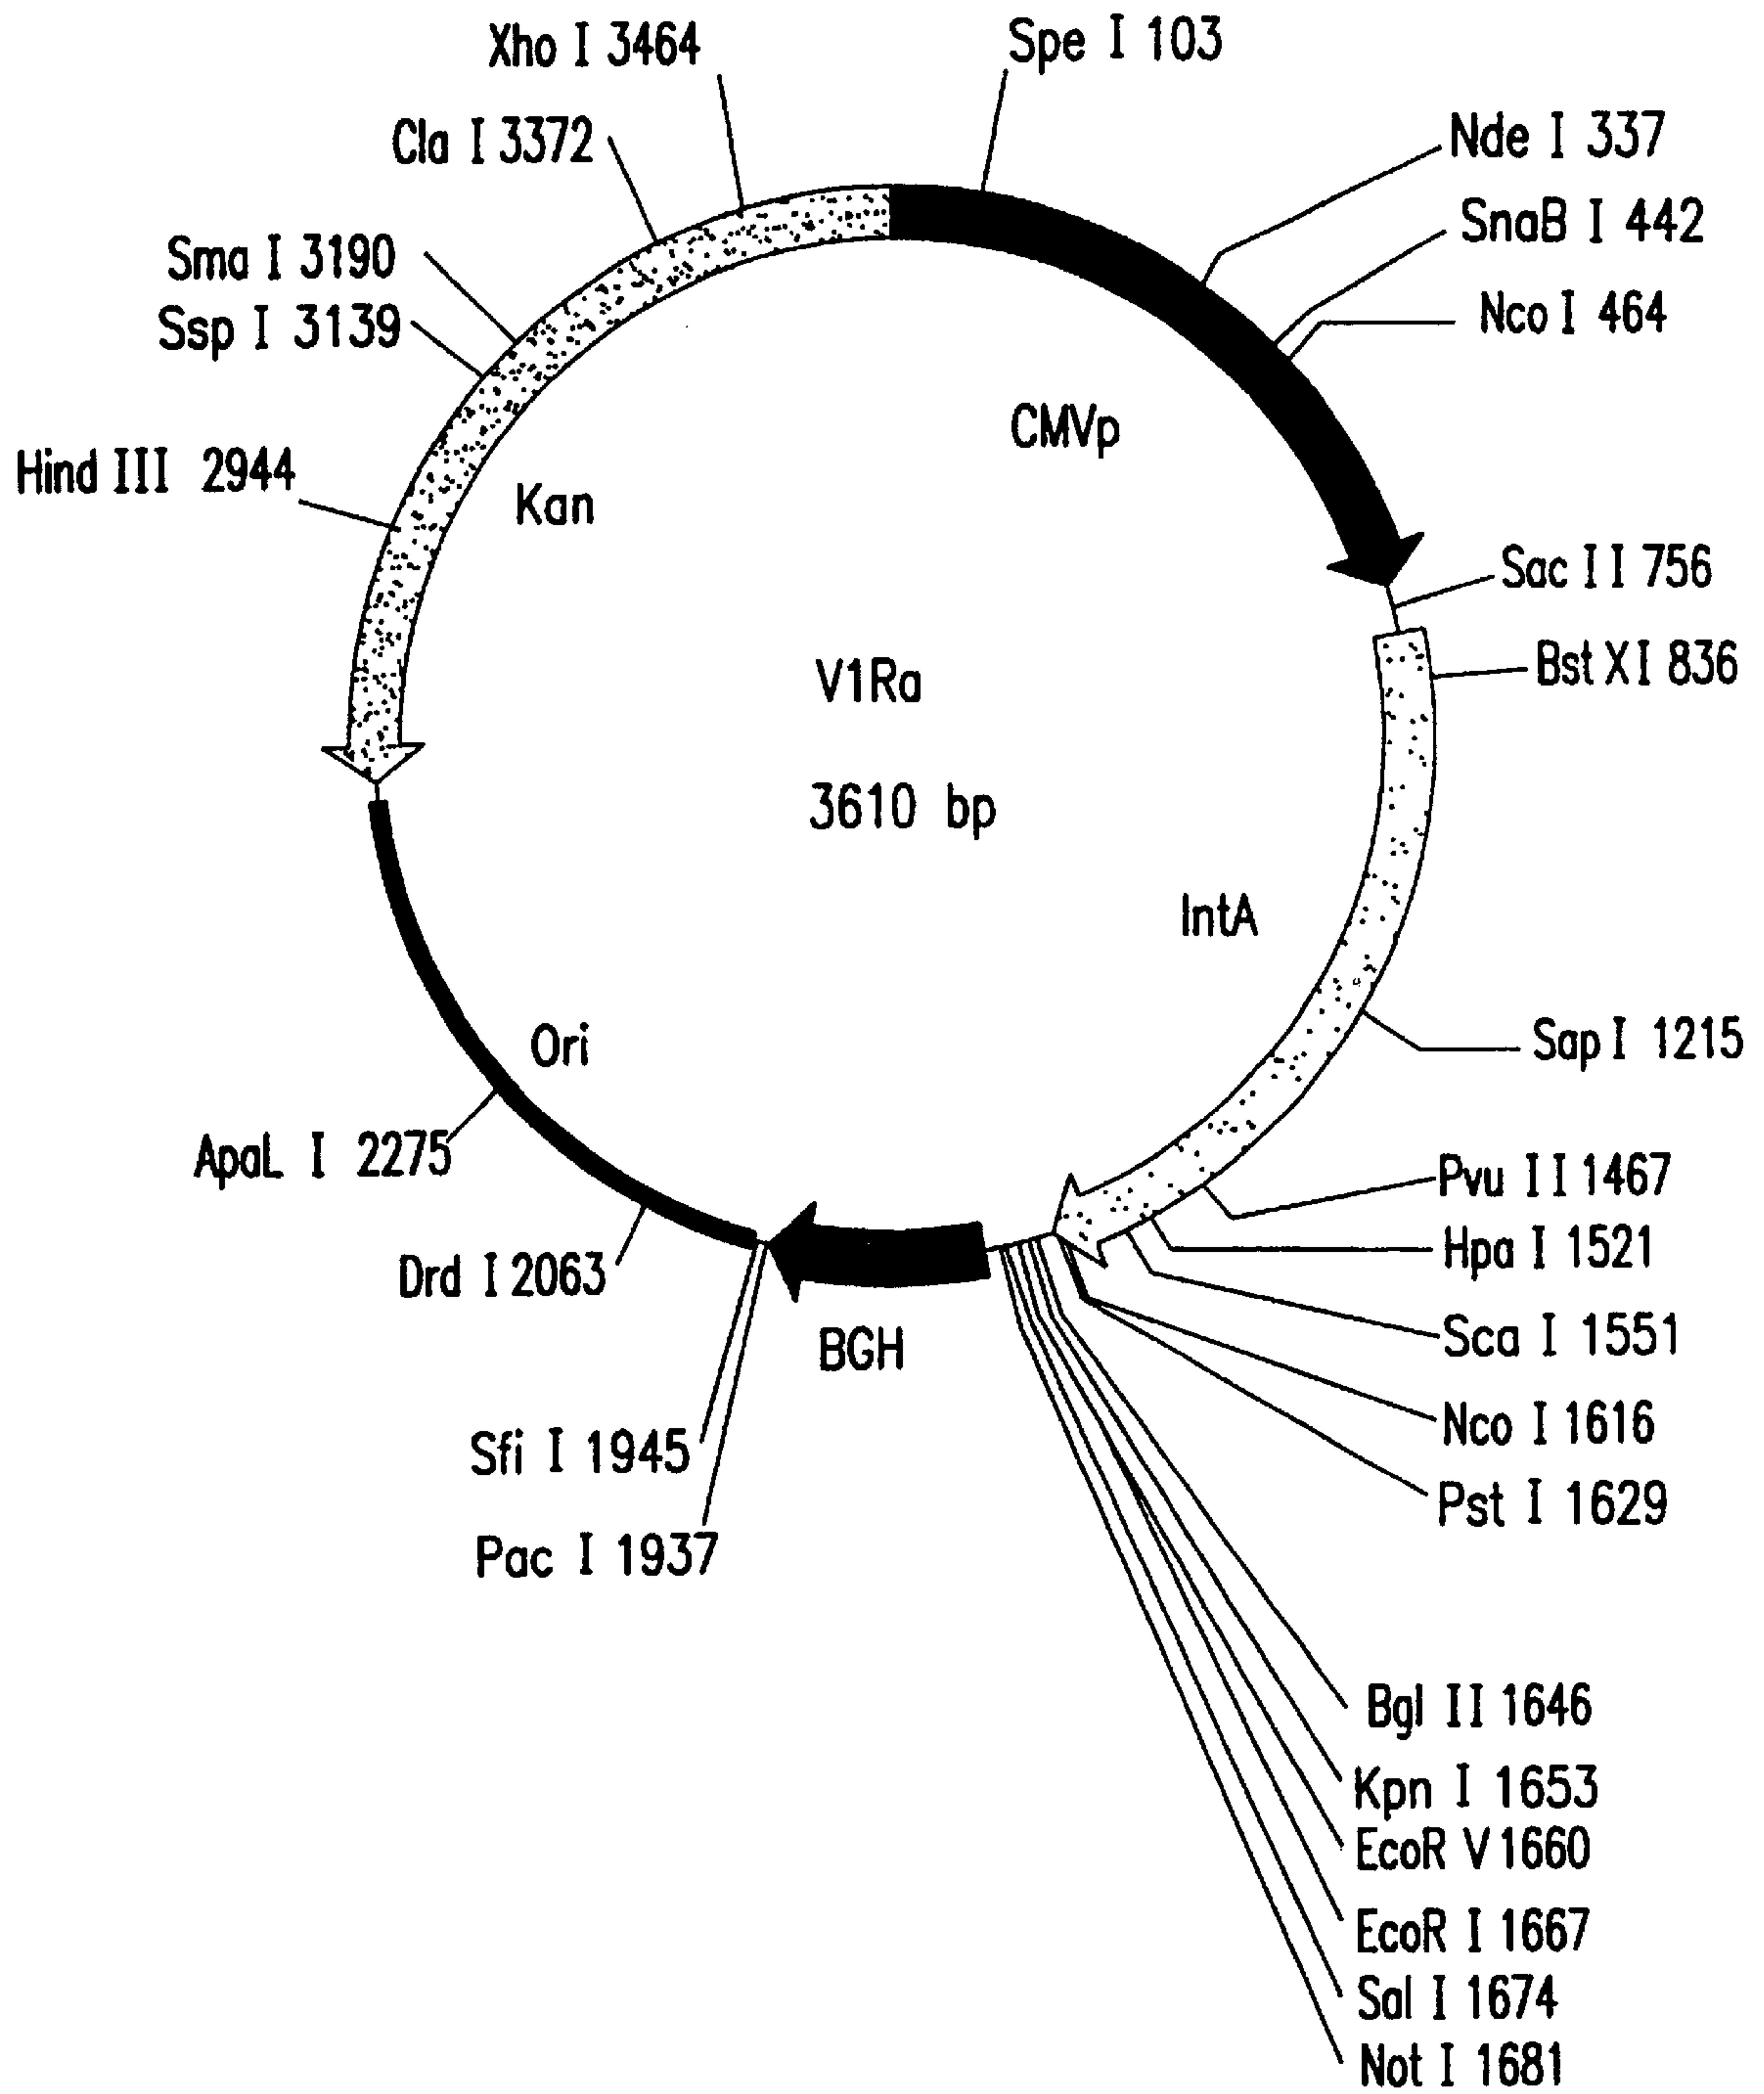 Xho I 3464
Spe I 103
Cla I 3372
Nde I 337
SnaB I 442
Sma I 3190
Nco I 464
Ssp I 3139
CMVp
Hind III 2944
Kan
Sac II 756
V1Ra
Bst XI 836
3610 bp
IntA
Ori
Sap I 1215
ApaL I 2275
Pvu II 1467
Hpa I 1521
Drd I 2063
Sca I 1551
BGH
Nco I 1616
Sfi I 1945
Pst I 1629
Pac I 1937
Bgl II 1646
Kpn I 1653
EcoR V 1660
EcoR I 1667
Sal I 1674
Not I 1681